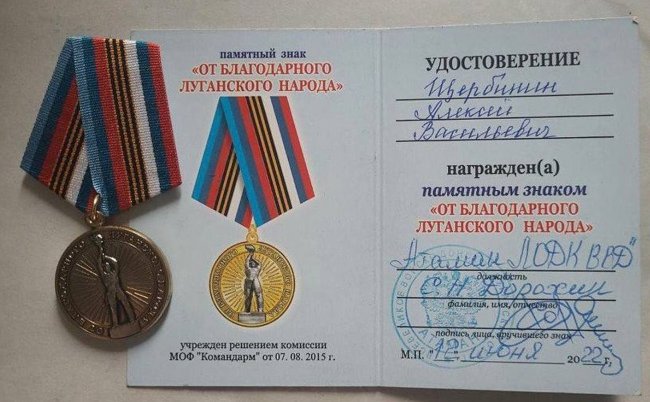 ПАМЯТНЫЙ ЗНАК
«ОТ БЛАГОДАРНОГО
ЛУГАНСКОГО НАРОДА»
учрежден решением комиссии
МОФ "Командарм" от 07. 08. 2015 г.
УДОСТОВЕРЕНИЕ
Щербинин
Алексей
Васильевич
награжден(а)
памятным знаком
«ОТ БЛАГОДАРНОГО
ЛУГАНСКОГО НАРОДА»
Атаман ЛОДК ВВД"
должность
С.Н.
фамилия, имя, отчество
подпись лица, вручившего знак
М.П. "12" июня 2022 г.